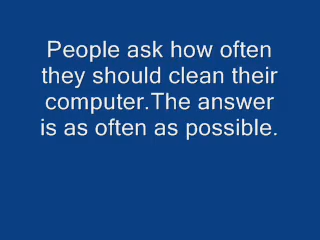 People ask how often
they should clean their
computer.The answer
is as often as possible.